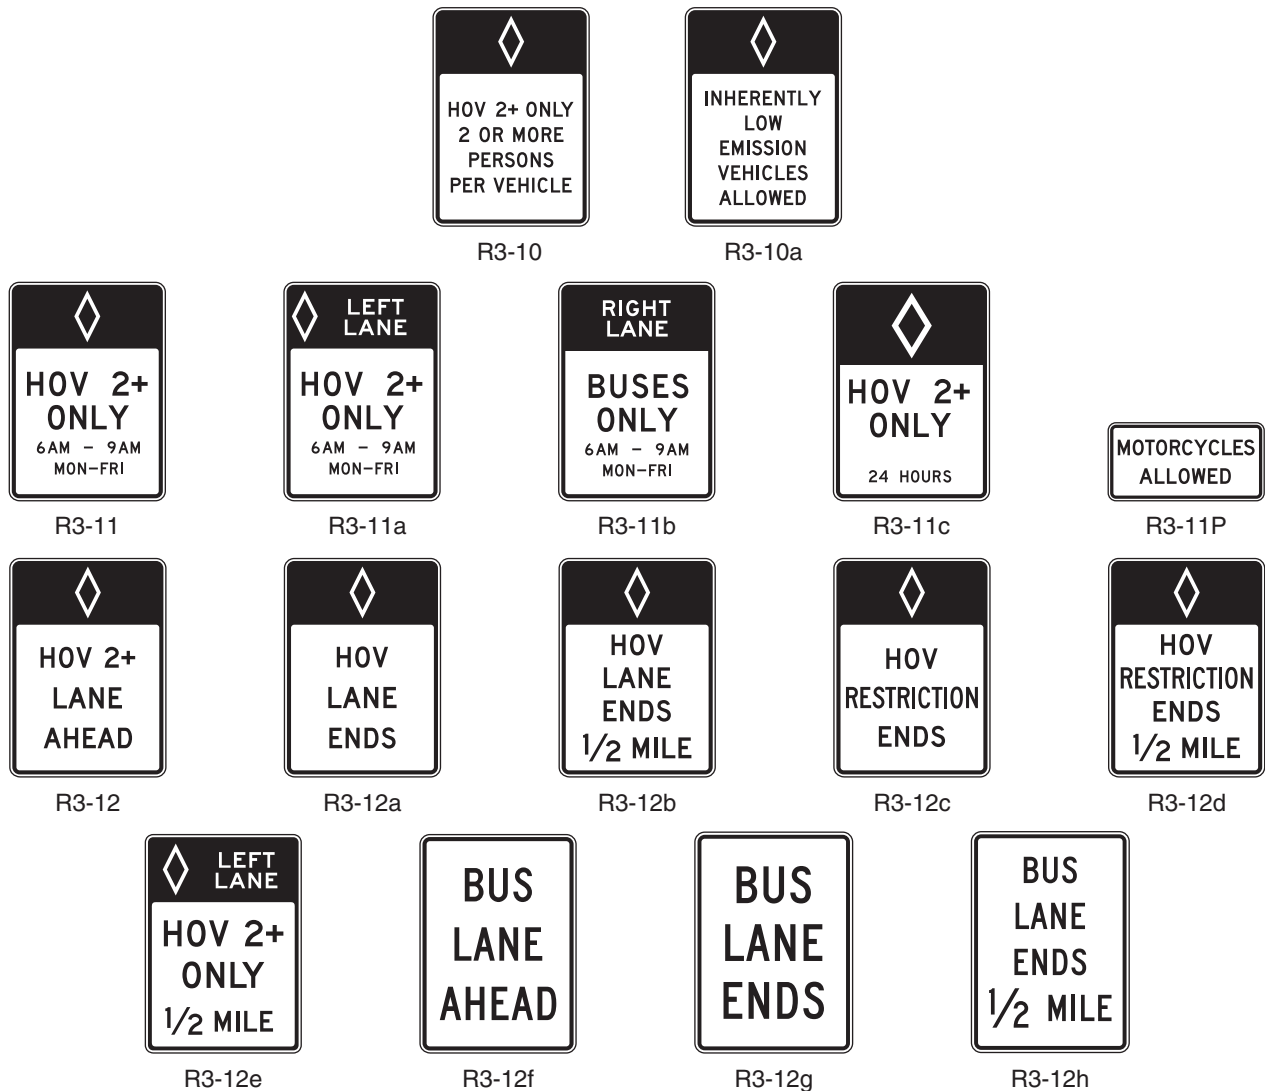 HOV 2+ ONLY
2 OR MORE
PERSONS
PER VEHICLE
R3-10
INHERENTLY
LOW
EMISSION
VEHICLES
ALLOWED
R3-10a
HOV 2+
ONLY
6AM – 9AM
MON–FRI
R3-11
LEFT
LANE
HOV 2+
ONLY
6AM – 9AM
MON–FRI
R3-11a
RIGHT
LANE
BUSES
ONLY
6AM – 9AM
MON–FRI
R3-11b
HOV 2+
ONLY
24 HOURS
R3-11c
MOTORCYCLES
ALLOWED
R3-11P
HOV 2+
LANE
AHEAD
R3-12
HOV
LANE
ENDS
R3-12a
HOV
LANE
ENDS
1/2 MILE
R3-12b
HOV
RESTRICTION
ENDS
R3-12c
HOV
RESTRICTION
ENDS
1/2 MILE
R3-12d
LEFT
LANE
HOV 2+
ONLY
1/2 MILE
R3-12e
BUS
LANE
AHEAD
R3-12f
BUS
LANE
ENDS
R3-12g
BUS
LANE
ENDS
1/2 MILE
R3-12h